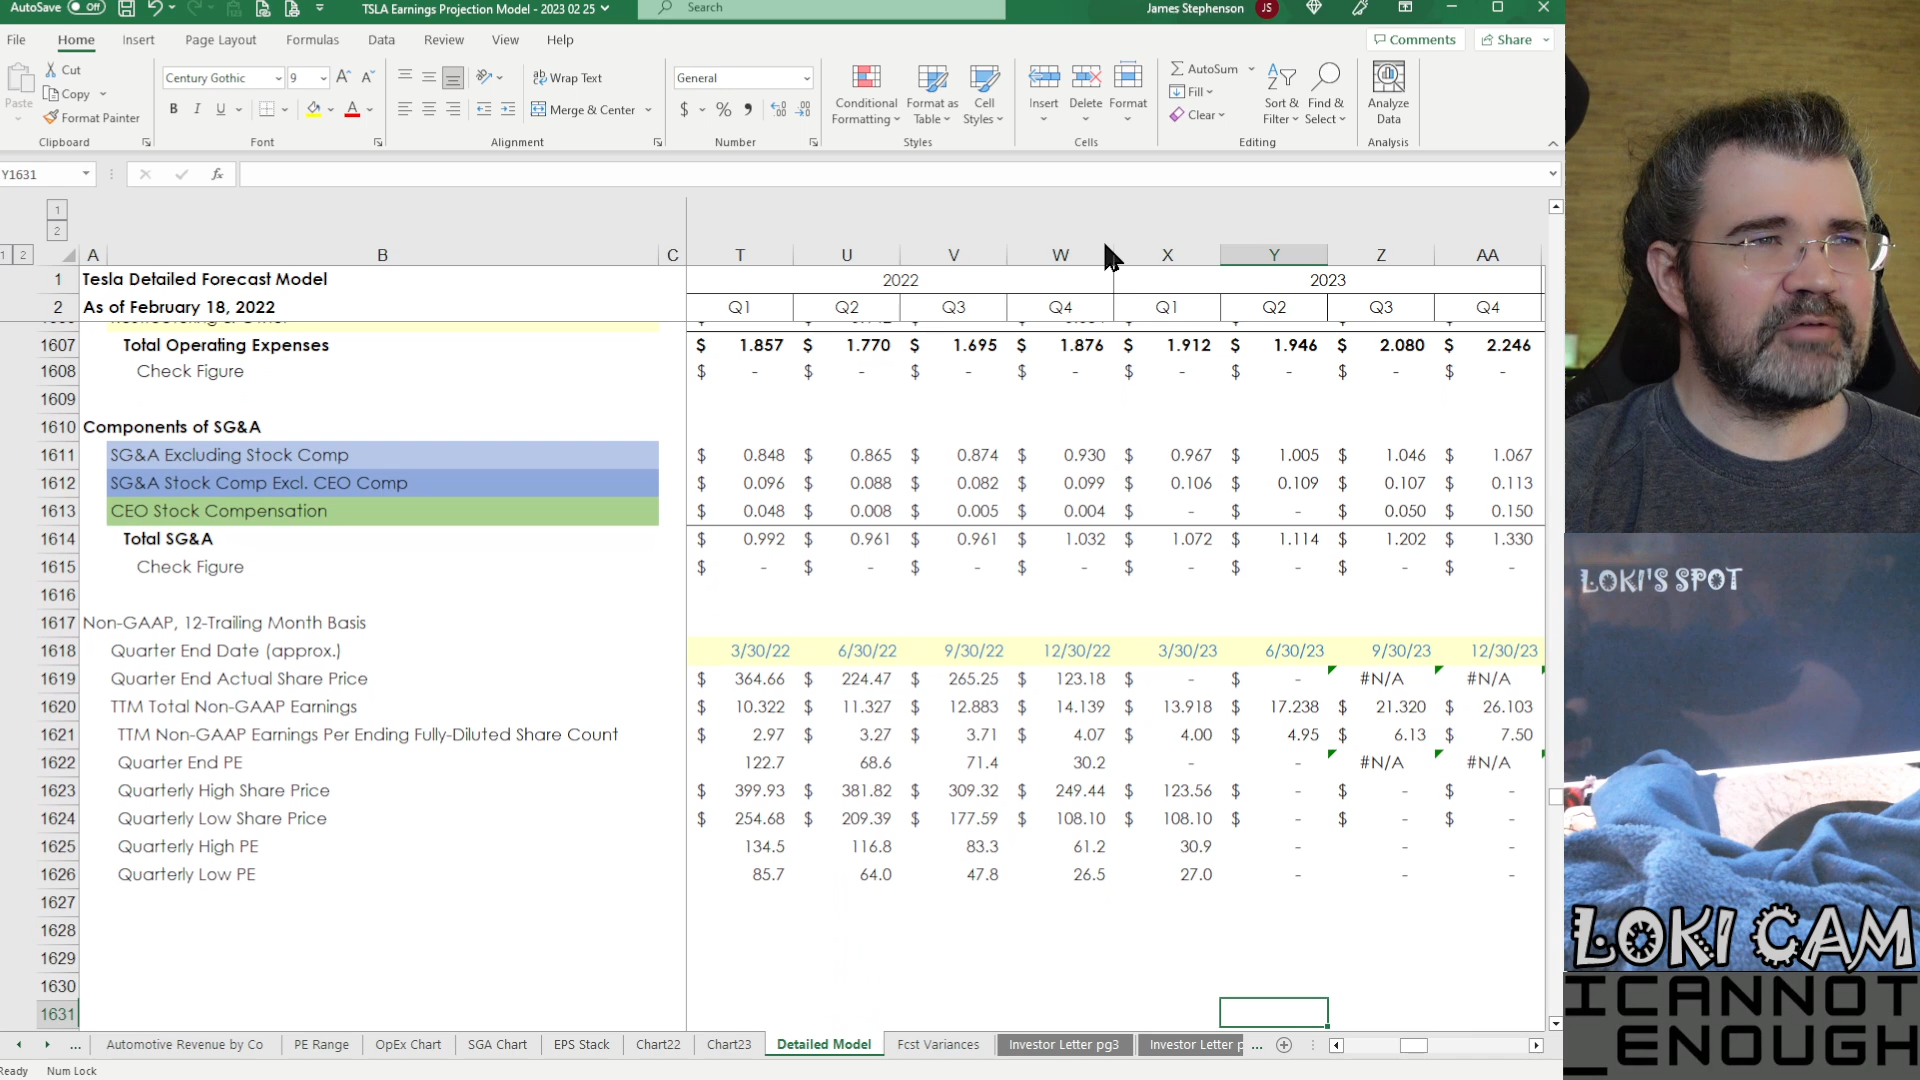 AutoSave Off TSLA Earnings Projection Model - 2023 02 25 Search James Stephenson JS
File Home Insert Page Layout Formulas Data Review View Help Comments Share
Cut Copy Format Painter Paste Clipboard
Century Gothic 9 B I U A Font
Wrap Text Merge & Center Alignment
General $ % Number
Conditional Formatting Format as Table Cell Styles Styles
Insert Delete Format Cells
AutoSum Fill Clear Sort & Filter Find & Select Editing
Analyze Data Analysis
Y1631 fx
1
2
1 2 A B C T U V W X Y Z AA
1 Tesla Detailed Forecast Model 2022 2023
2 As of February 18, 2022 Q1 Q2 Q3 Q4 Q1 Q2 Q3 Q4
1607 Total Operating Expenses $ 1.857 $ 1.770 $ 1.695 $ 1.876 $ 1.912 $ 1.946 $ 2.080 $ 2.246
1608 Check Figure $ - $ - $ - $ - $ - $ - $ - $ -
1609
1610 Components of SG&A
1611 SG&A Excluding Stock Comp $ 0.848 $ 0.865 $ 0.874 $ 0.930 $ 0.967 $ 1.005 $ 1.046 $ 1.067
1612 SG&A Stock Comp Excl. CEO Comp $ 0.096 $ 0.088 $ 0.082 $ 0.099 $ 0.106 $ 0.109 $ 0.107 $ 0.113
1613 CEO Stock Compensation $ 0.048 $ 0.008 $ 0.005 $ 0.004 $ - $ - $ 0.050 $ 0.150
1614 Total SG&A $ 0.992 $ 0.961 $ 0.961 $ 1.032 $ 1.072 $ 1.114 $ 1.202 $ 1.330
1615 Check Figure $ - $ - $ - $ - $ - $ - $ - $ -
1616
1617 Non-GAAP, 12-Trailing Month Basis
1618 Quarter End Date (approx.) 3/30/22 6/30/22 9/30/22 12/30/22 3/30/23 6/30/23 9/30/23 12/30/23
1619 Quarter End Actual Share Price $ 364.66 $ 224.47 $ 265.25 $ 123.18 $ - $ - #N/A #N/A
1620 TTM Total Non-GAAP Earnings $ 10.322 $ 11.327 $ 12.883 $ 14.139 $ 13.918 $ 17.238 $ 21.320 $ 26.103
1621 TTM Non-GAAP Earnings Per Ending Fully-Diluted Share Count $ 2.97 $ 3.27 $ 3.71 $ 4.07 $ 4.00 $ 4.95 $ 6.13 $ 7.50
1622 Quarter End PE 122.7 68.6 71.4 30.2 - - #N/A #N/A
1623 Quarterly High Share Price $ 399.93 $ 381.82 $ 309.32 $ 249.44 $ 123.56 $ - $ - $ -
1624 Quarterly Low Share Price $ 254.68 $ 209.39 $ 177.59 $ 108.10 $ 108.10 $ - $ - $ -
1625 Quarterly High PE 134.5 116.8 83.3 61.2 30.9 - - -
1626 Quarterly Low PE 85.7 64.0 47.8 26.5 27.0 - - -
1627
1628
1629
1630
1631
... Automotive Revenue by Co PE Range OpEx Chart SGA Chart EPS Stack Chart22 Chart23 Detailed Model Fcst Variances Investor Letter pg3 Investor Letter p ...
Ready Num Lock
LOKI'S SPOT
LOKI CAM
ICANNOT
_ENOUGH